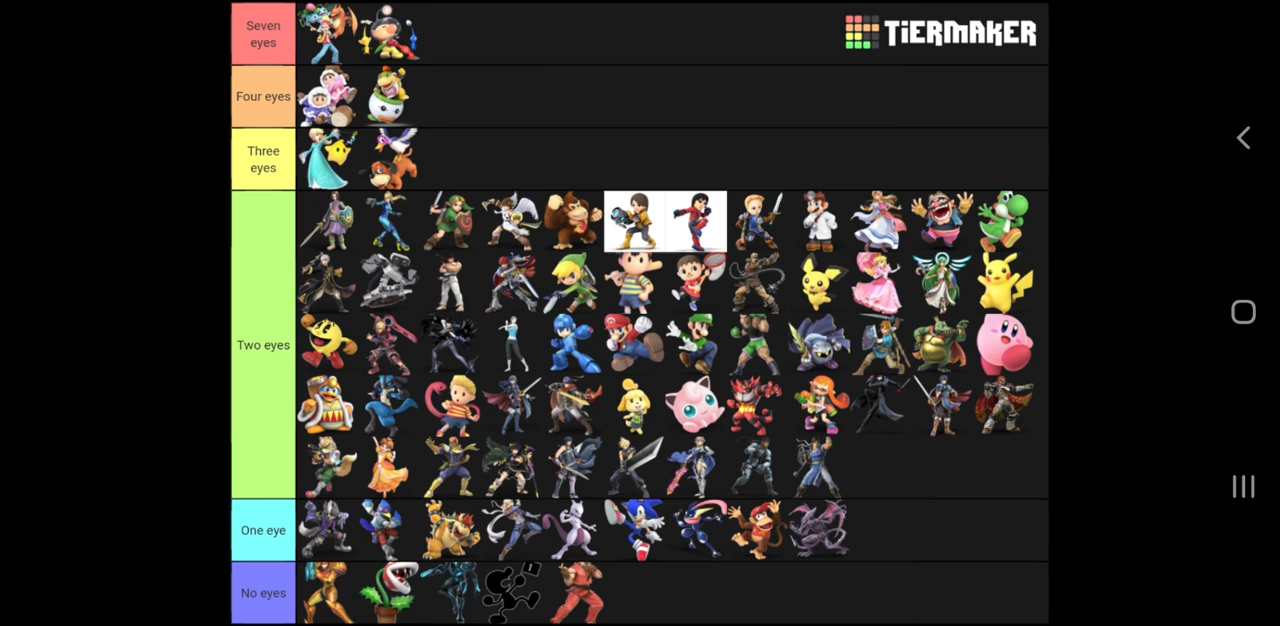 Seven
eyes
TiERMAKER
Four eyes
Three
eyes
Two eyes
One eye
No eyes